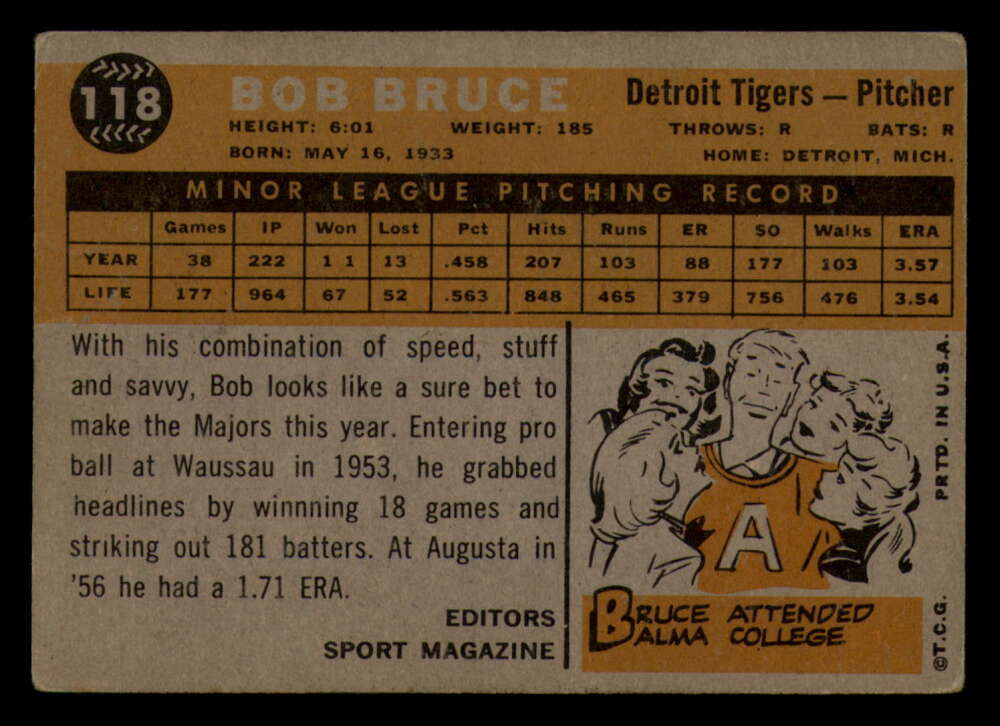 118
BOB BRUCE
Detroit Tigers — Pitcher
HEIGHT: 6:01 WEIGHT: 185 THROWS: R BATS: R
BORN: MAY 16, 1933 HOME: DETROIT, MICH.
MINOR LEAGUE PITCHING RECORD
Games IP Won Lost Pct Hits Runs ER SO Walks ERA
YEAR 38 222 11 13 .458 207 103 88 177 103 3.57
LIFE 177 964 67 52 .563 848 465 379 756 476 3.54
With his combination of speed, stuff
and savvy, Bob looks like a sure bet to
make the Majors this year. Entering pro
ball at Waussau in 1953, he grabbed
headlines by winnning 18 games and
striking out 181 batters. At Augusta in
'56 he had a 1.71 ERA.
EDITORS
SPORT MAGAZINE
A
BRUCE ATTENDED
ALMA COLLEGE
©T.C.G. PRTD. IN U.S.A.